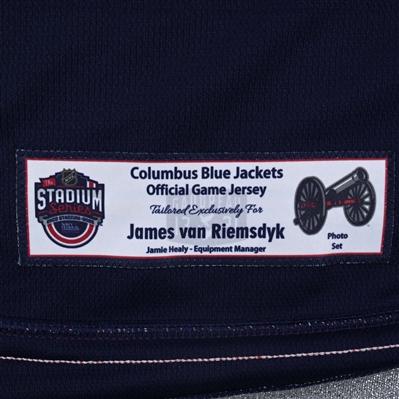 Columbus Blue Jackets
Official Game Jersey
Tailored Exclusively For
James van Riemsdyk
Jamie Healy - Equipment Manager
NHL
STADIUM
Series
Photo
Set